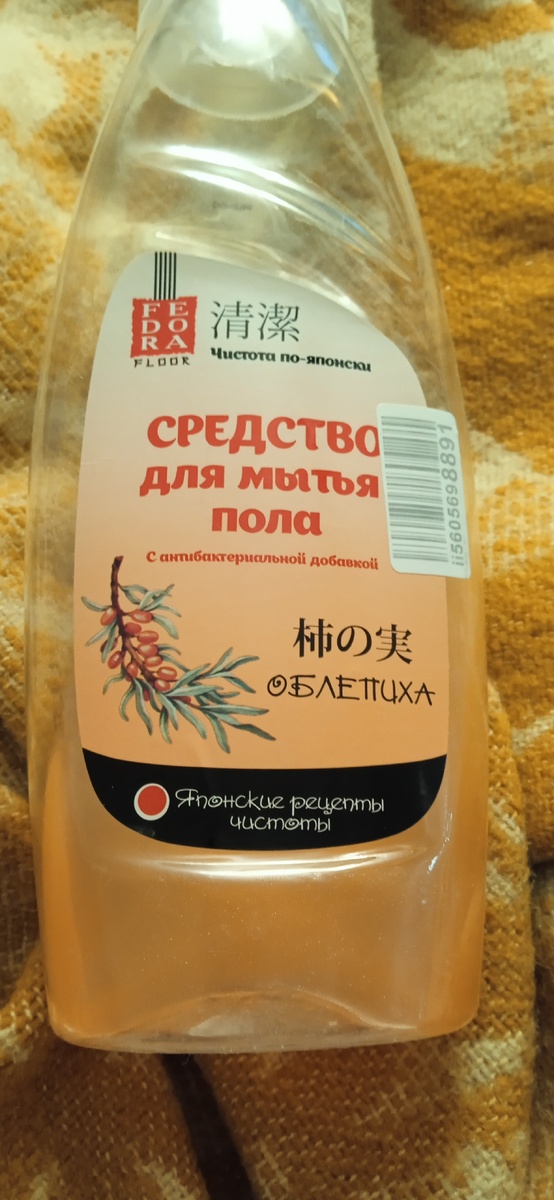 FE
DO
RA
FLOOR
清潔
Чистота по-японски
СРЕДСТВО
для мытья
пола
С антибактериальной добавкой
柿の実
ОБЛЕПИХА
Японские рецепты
чистоты
ii5605698891